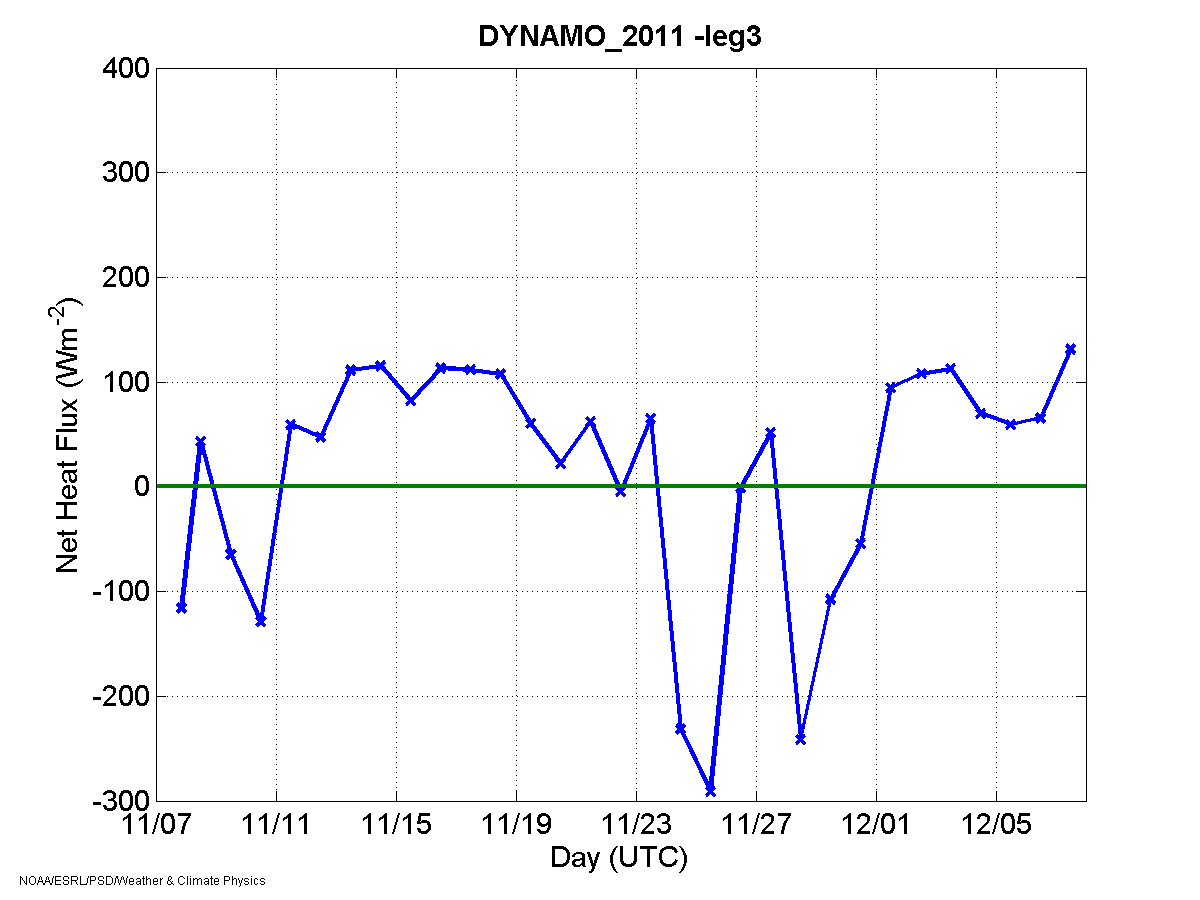 DYNAMO_2011 -leg3
400
300
200
100
0
-100
-200
-300
Net Heat Flux (Wm-2)
11/07 11/11 11/15 11/19 11/23 11/27 12/01 12/05
Day (UTC)
NOAA/ESRL/PSD/Weather & Climate Physics